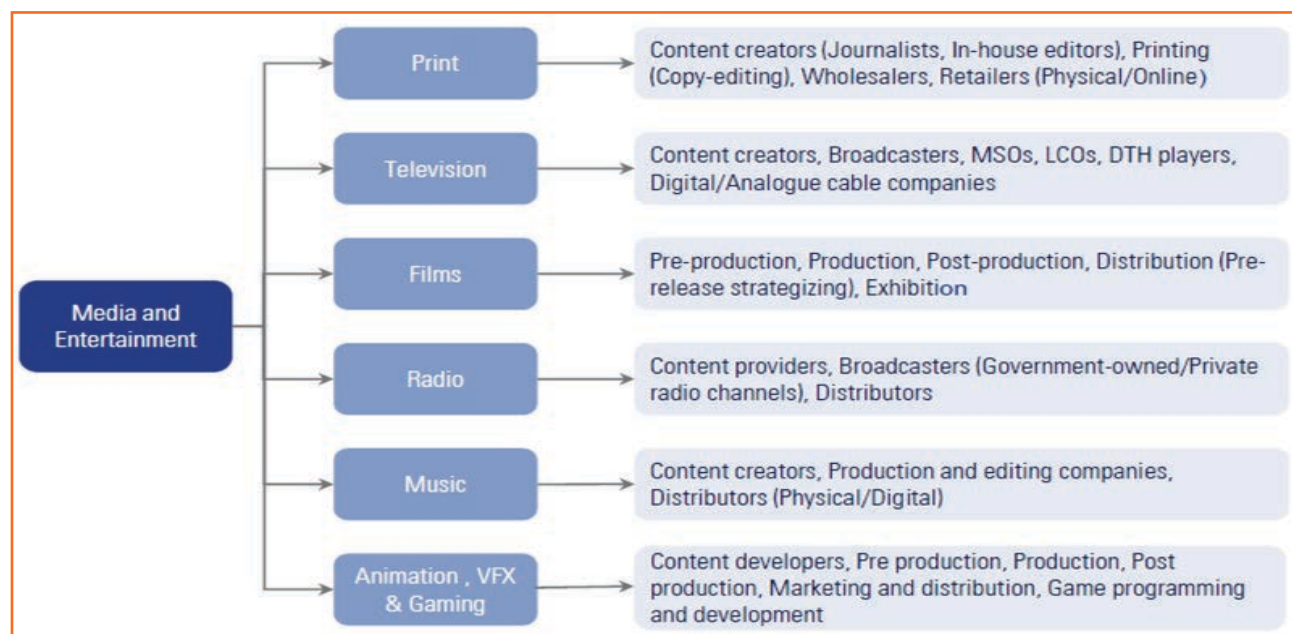 Print
Content creators (Journalists, In-house editors), Printing
(Copy-editing), Wholesalers, Retailers (Physical/Online)
Television
Content creators, Broadcasters, MSOs, LCOs, DTH players,
Digital/Analogue cable companies
Films
Pre-production, Production, Post-production, Distribution (Pre-
release strategizing), Exhibition
Media and
Entertainment
Radio
Content providers, Broadcasters (Government-owned/Private
radio channels), Distributors
Music
Content creators, Production and editing companies,
Distributors (Physical/Digital)
Animation , VFX
& Gaming
Content developers, Pre production, Production, Post
production, Marketing and distribution, Game programming
and development